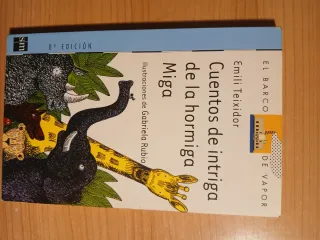 sm
8ª EDICIÓN
EL BARCO
DE VAPOR
Emili Teixidor
Cuentos de intriga
de la hormiga
Miga
Ilustraciones de Gabriela Rubio